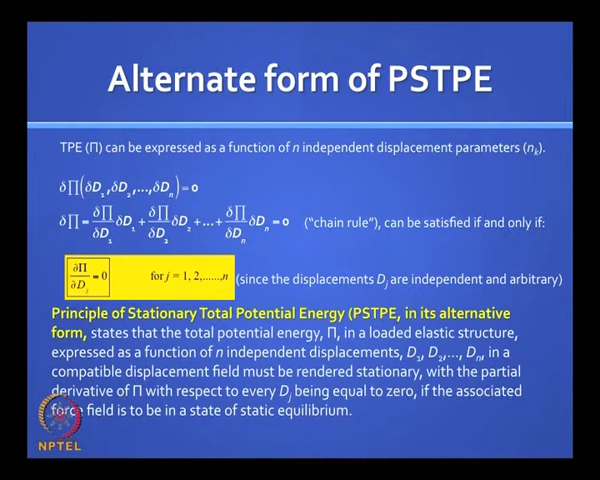 Alternate form of PSTPE
TPE (Π) can be expressed as a function of n independent displacement parameters (nₖ).
δ∏(δD₁,δD₂,...,δDₙ)=0
δ∏ = δ∏/δD₁ δD₁ + δ∏/δD₂ δD₂ +...+ δ∏/δDₙ δDₙ = 0 ("chain rule"), can be satisfied if and only if:
∂Π/∂Dⱼ = 0 for j = 1, 2,......,n (since the displacements Dⱼ are independent and arbitrary)
Principle of Stationary Total Potential Energy (PSTPE, in its alternative
form, states that the total potential energy, Π, in a loaded elastic structure,
expressed as a function of n independent displacements, D₁, D₂,..., Dₙ, in a
compatible displacement field must be rendered stationary, with the partial
derivative of Π with respect to every Dⱼ being equal to zero, if the associated
force field is to be in a state of static equilibrium.
NPTEL